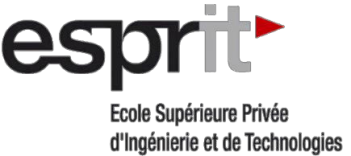 esprit
Ecole Supérieure Privée
d'Ingénierie et de Technologies